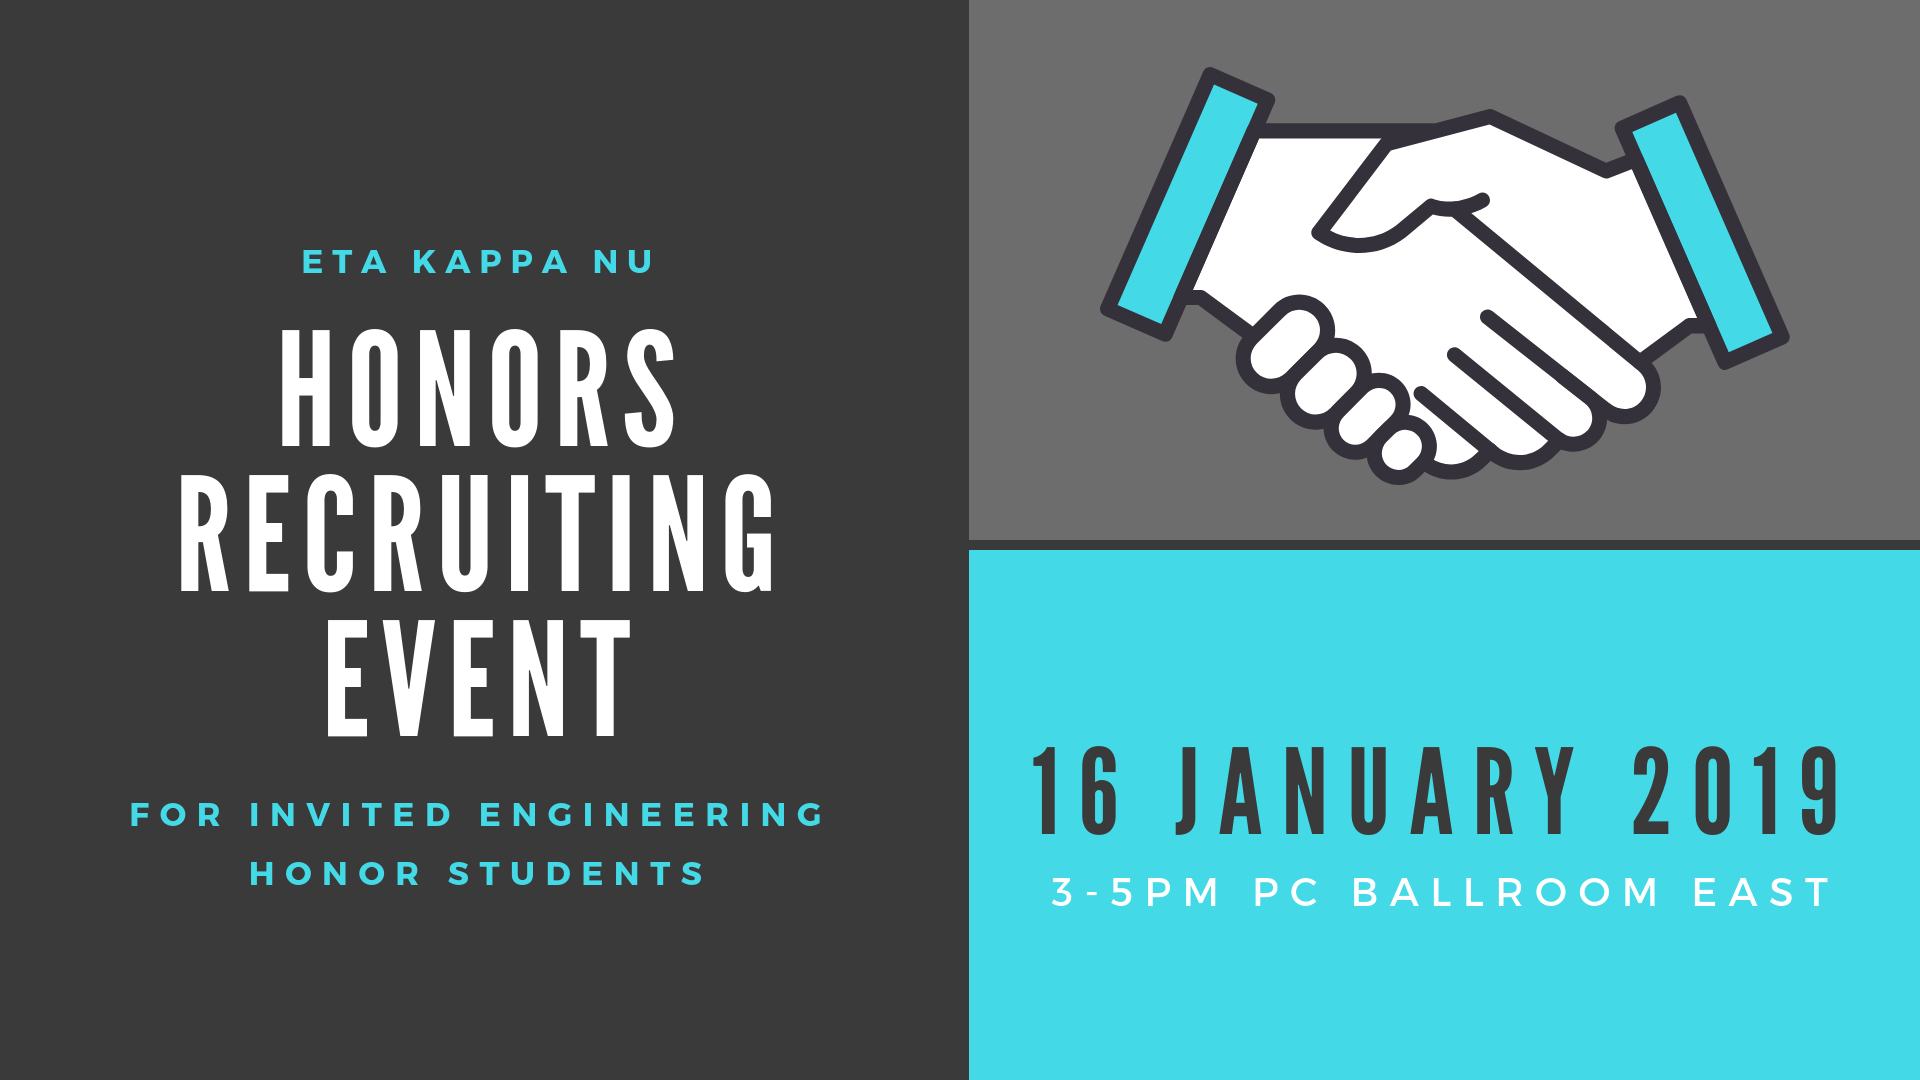 ETA KAPPA NU
HONORS
RECRUITING
EVENT
FOR INVITED ENGINEERING
HONOR STUDENTS
16 JANUARY 2019
3-5PM PC BALLROOM EAST